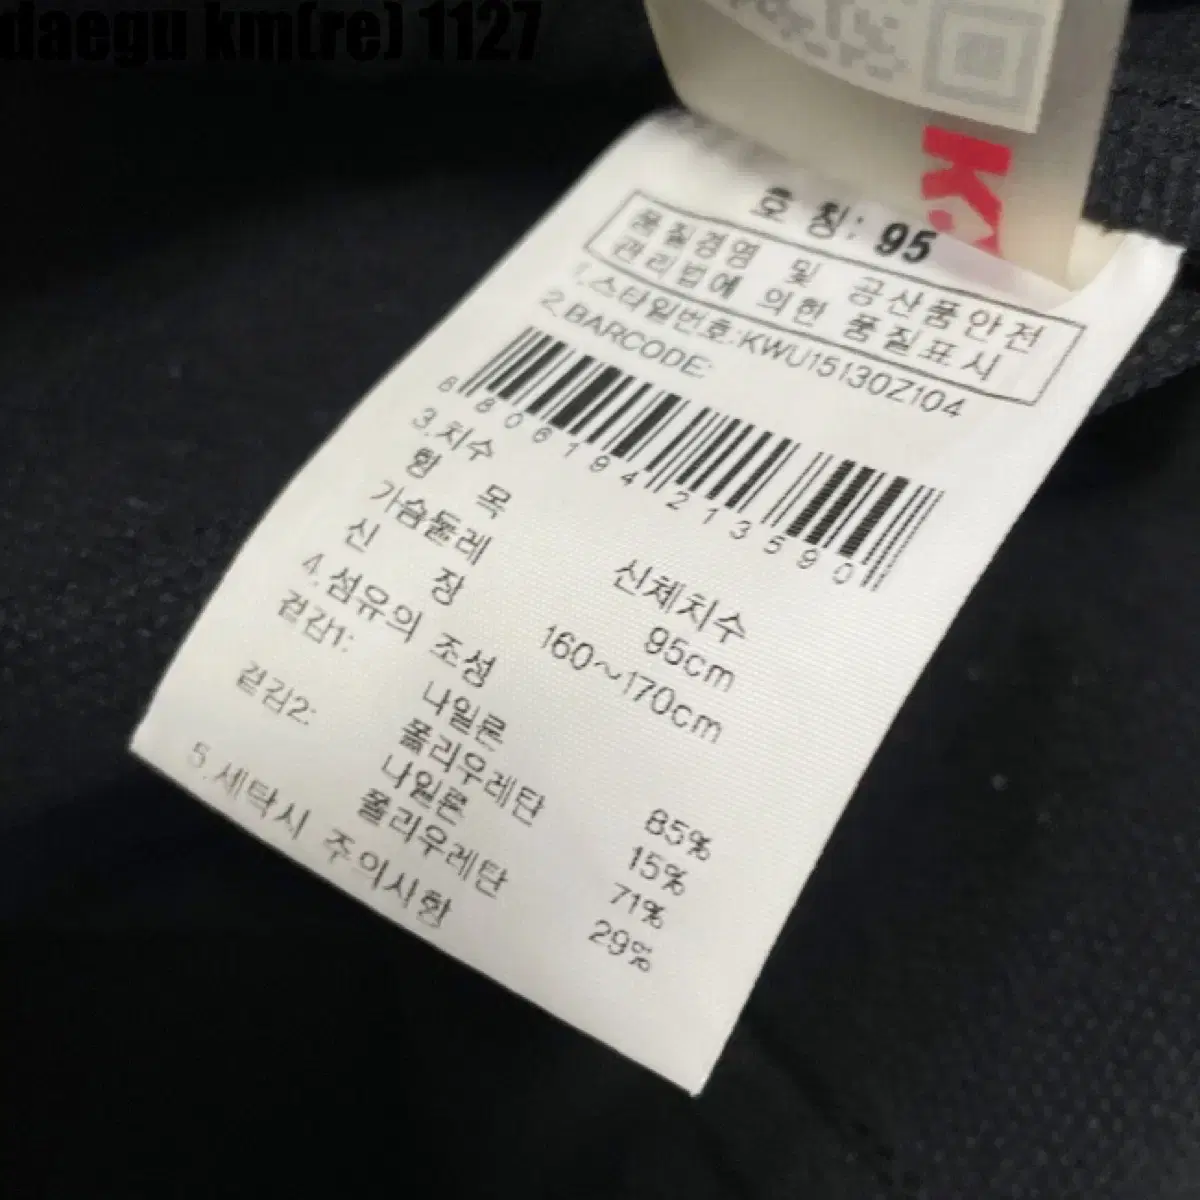 daegu km(re) 1127
K
호 칭: 95
품질경영 및 공산품안전
관리법에 의한 품질표시
1.스타일번호:KWU15130Z104
2.BARCODE:
8 806194 213590
3.치수
항 목 신체치수
가슴둘레 95cm
신 장 160~170cm
4.섬유의 조성
겉감1: 나일론 85%
폴리우레탄 15%
겉감2: 나일론 71%
폴리우레탄 29%
5.세탁시 주의사항